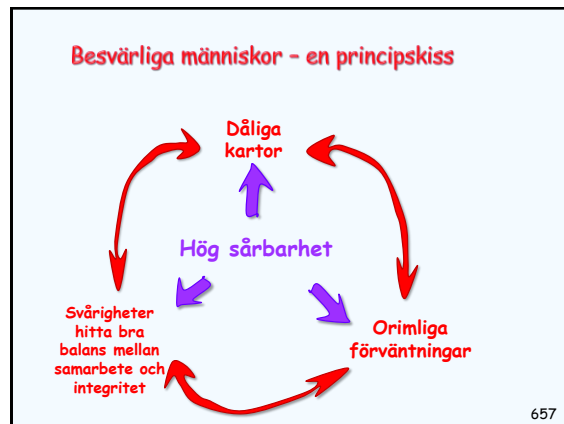 Besvärliga människor – en principskiss
Dåliga
kartor
Hög sårbarhet
Svårigheter
hitta bra
balans mellan
samarbete och
integritet
Orimliga
förväntningar
657